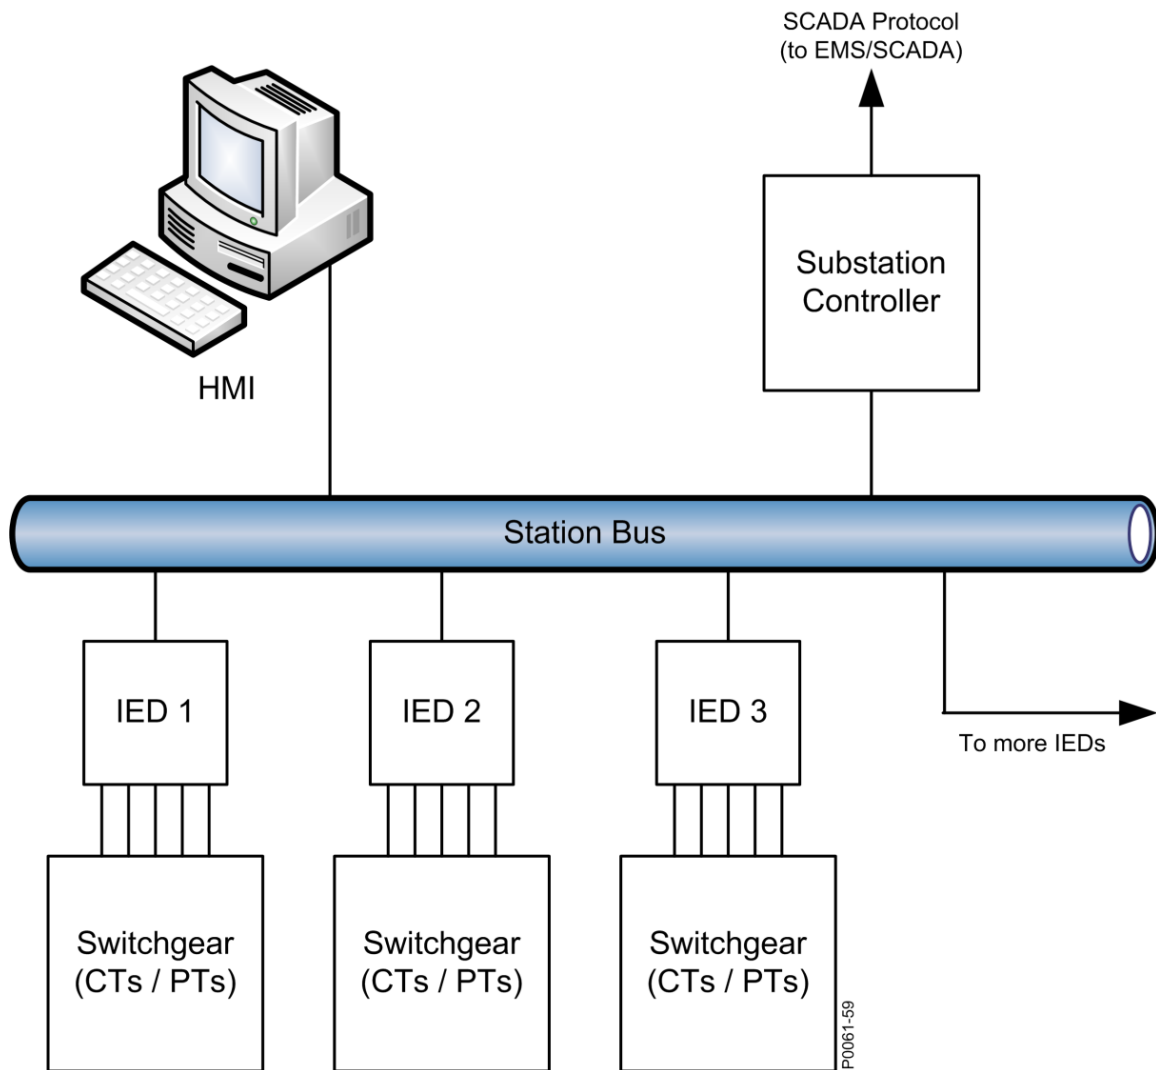 SCADA Protocol
(to EMS/SCADA)
Substation
Controller
HMI
Station Bus
IED 1
IED 2
IED 3
To more IEDs
Switchgear
(CTs / PTs)
Switchgear
(CTs / PTs)
Switchgear
(CTs / PTs)
P0061-59